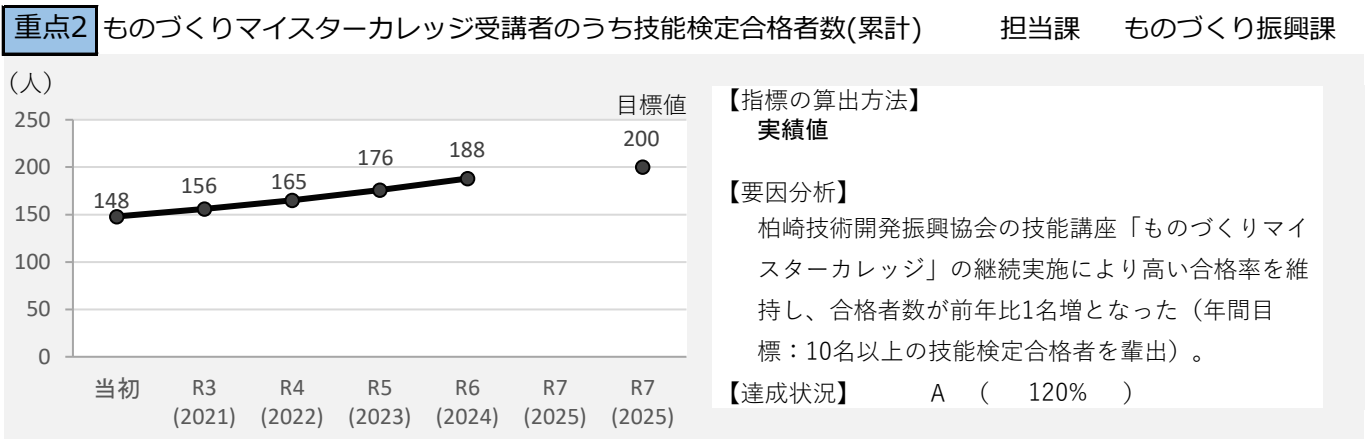 重点2 ものづくりマイスターカレッジ受講者のうち技能検定合格者数(累計) 担当課 ものづくり振興課
（人）
目標値
250
200
150
100
50
0
148
156
165
176
188
200
当初 R3 R4 R5 R6 R7 R7
(2021) (2022) (2023) (2024) (2025) (2025)
【指標の算出方法】
実績値
【要因分析】
柏崎技術開発振興協会の技能講座「ものづくりマイ
スターカレッジ」の継続実施により高い合格率を維
持し、合格者数が前年比1名増となった（年間目
標：10名以上の技能検定合格者を輩出）。
【達成状況】 A （ 120% ）